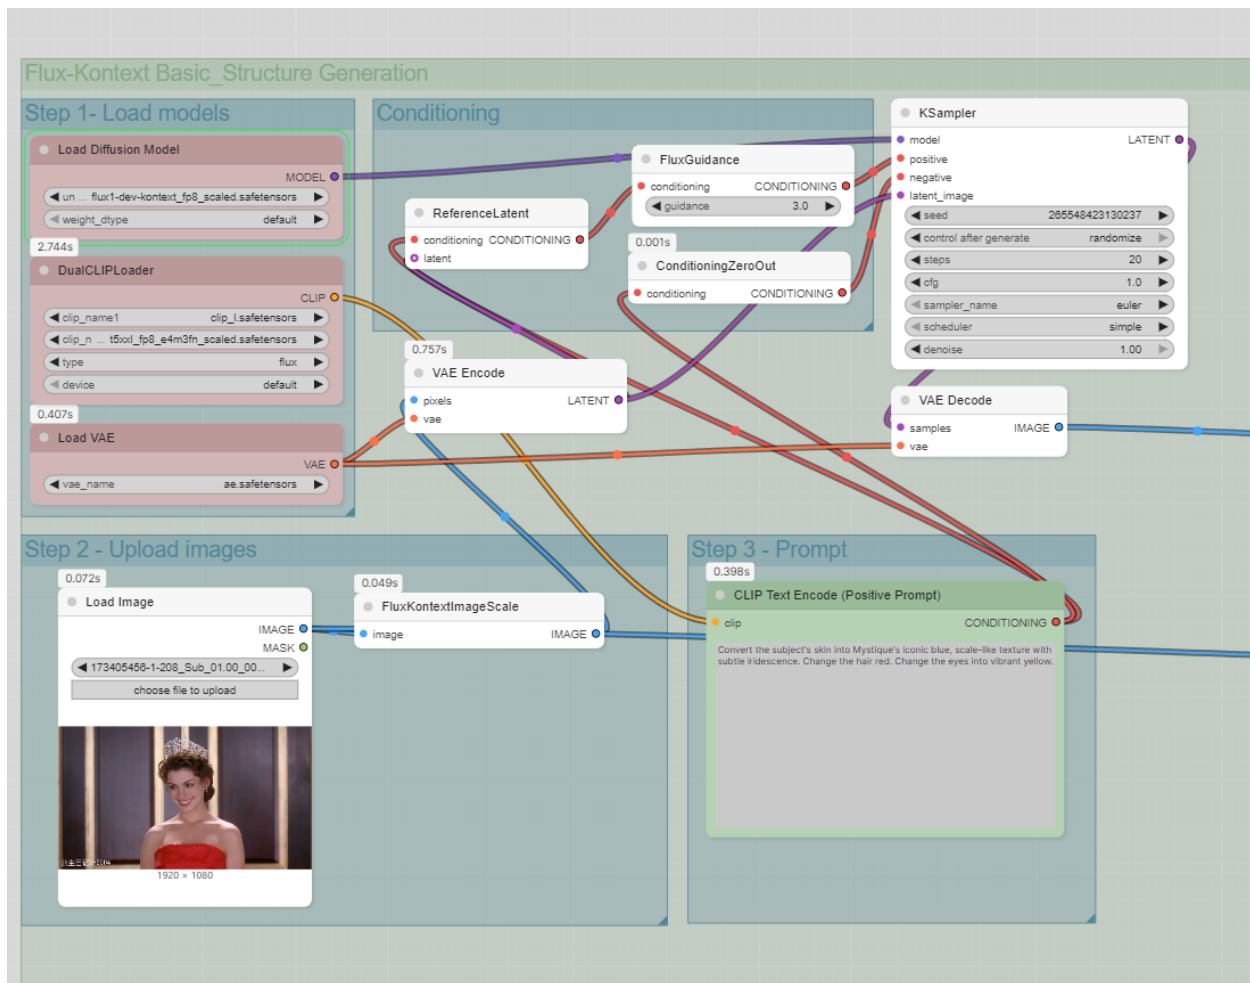 Flux-Kontext Basic_Structure Generation
Step 1- Load models
Load Diffusion Model
MODEL
un ... flux1-dev-kontext_fp8_scaled.safetensors
weight_dtype default
2.744s
DualCLIPLoader
CLIP
clip_name1 clip_l.safetensors
clip_n ... t5xxl_fp8_e4m3fn_scaled.safetensors
type flux
device default
0.407s
Load VAE
VAE
vae_name ae.safetensors
Conditioning
ReferenceLatent
conditioning CONDITIONING
latent
FluxGuidance
conditioning CONDITIONING
guidance 3.0
0.001s
ConditioningZeroOut
conditioning CONDITIONING
0.757s
VAE Encode
pixels LATENT
vae
KSampler
model LATENT
positive
negative
latent_image
seed 265548423130237
control after generate randomize
steps 20
cfg 1.0
sampler_name euler
scheduler simple
denoise 1.00
VAE Decode
samples IMAGE
vae
Step 2 - Upload images
0.072s
Load Image
IMAGE
MASK
173405456-1-208_Sub_01.00_00...
choose file to upload
1920 × 1080
0.049s
FluxKontextImageScale
image IMAGE
Step 3 - Prompt
0.398s
CLIP Text Encode (Positive Prompt)
clip CONDITIONING
Convert the subject's skin into Mystique's iconic blue, scale-like texture with
subtle iridescence. Change the hair red. Change the eyes into vibrant yellow.